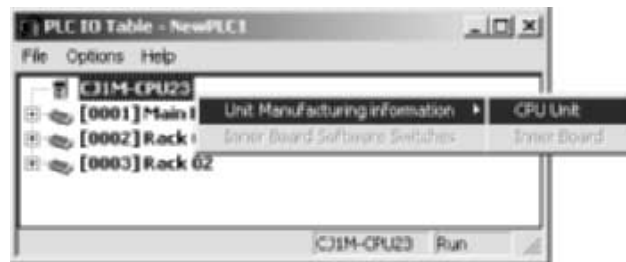 PLC IO Table - NewPLC1
File Options Help
CJ1M-CPU23
[0001] Main
Unit Manufacturing information
CPU Unit
[0002] Rack
Inner Board Software Switches
Inner Board
[0003] Rack 02
CJ1M-CPU23 Run